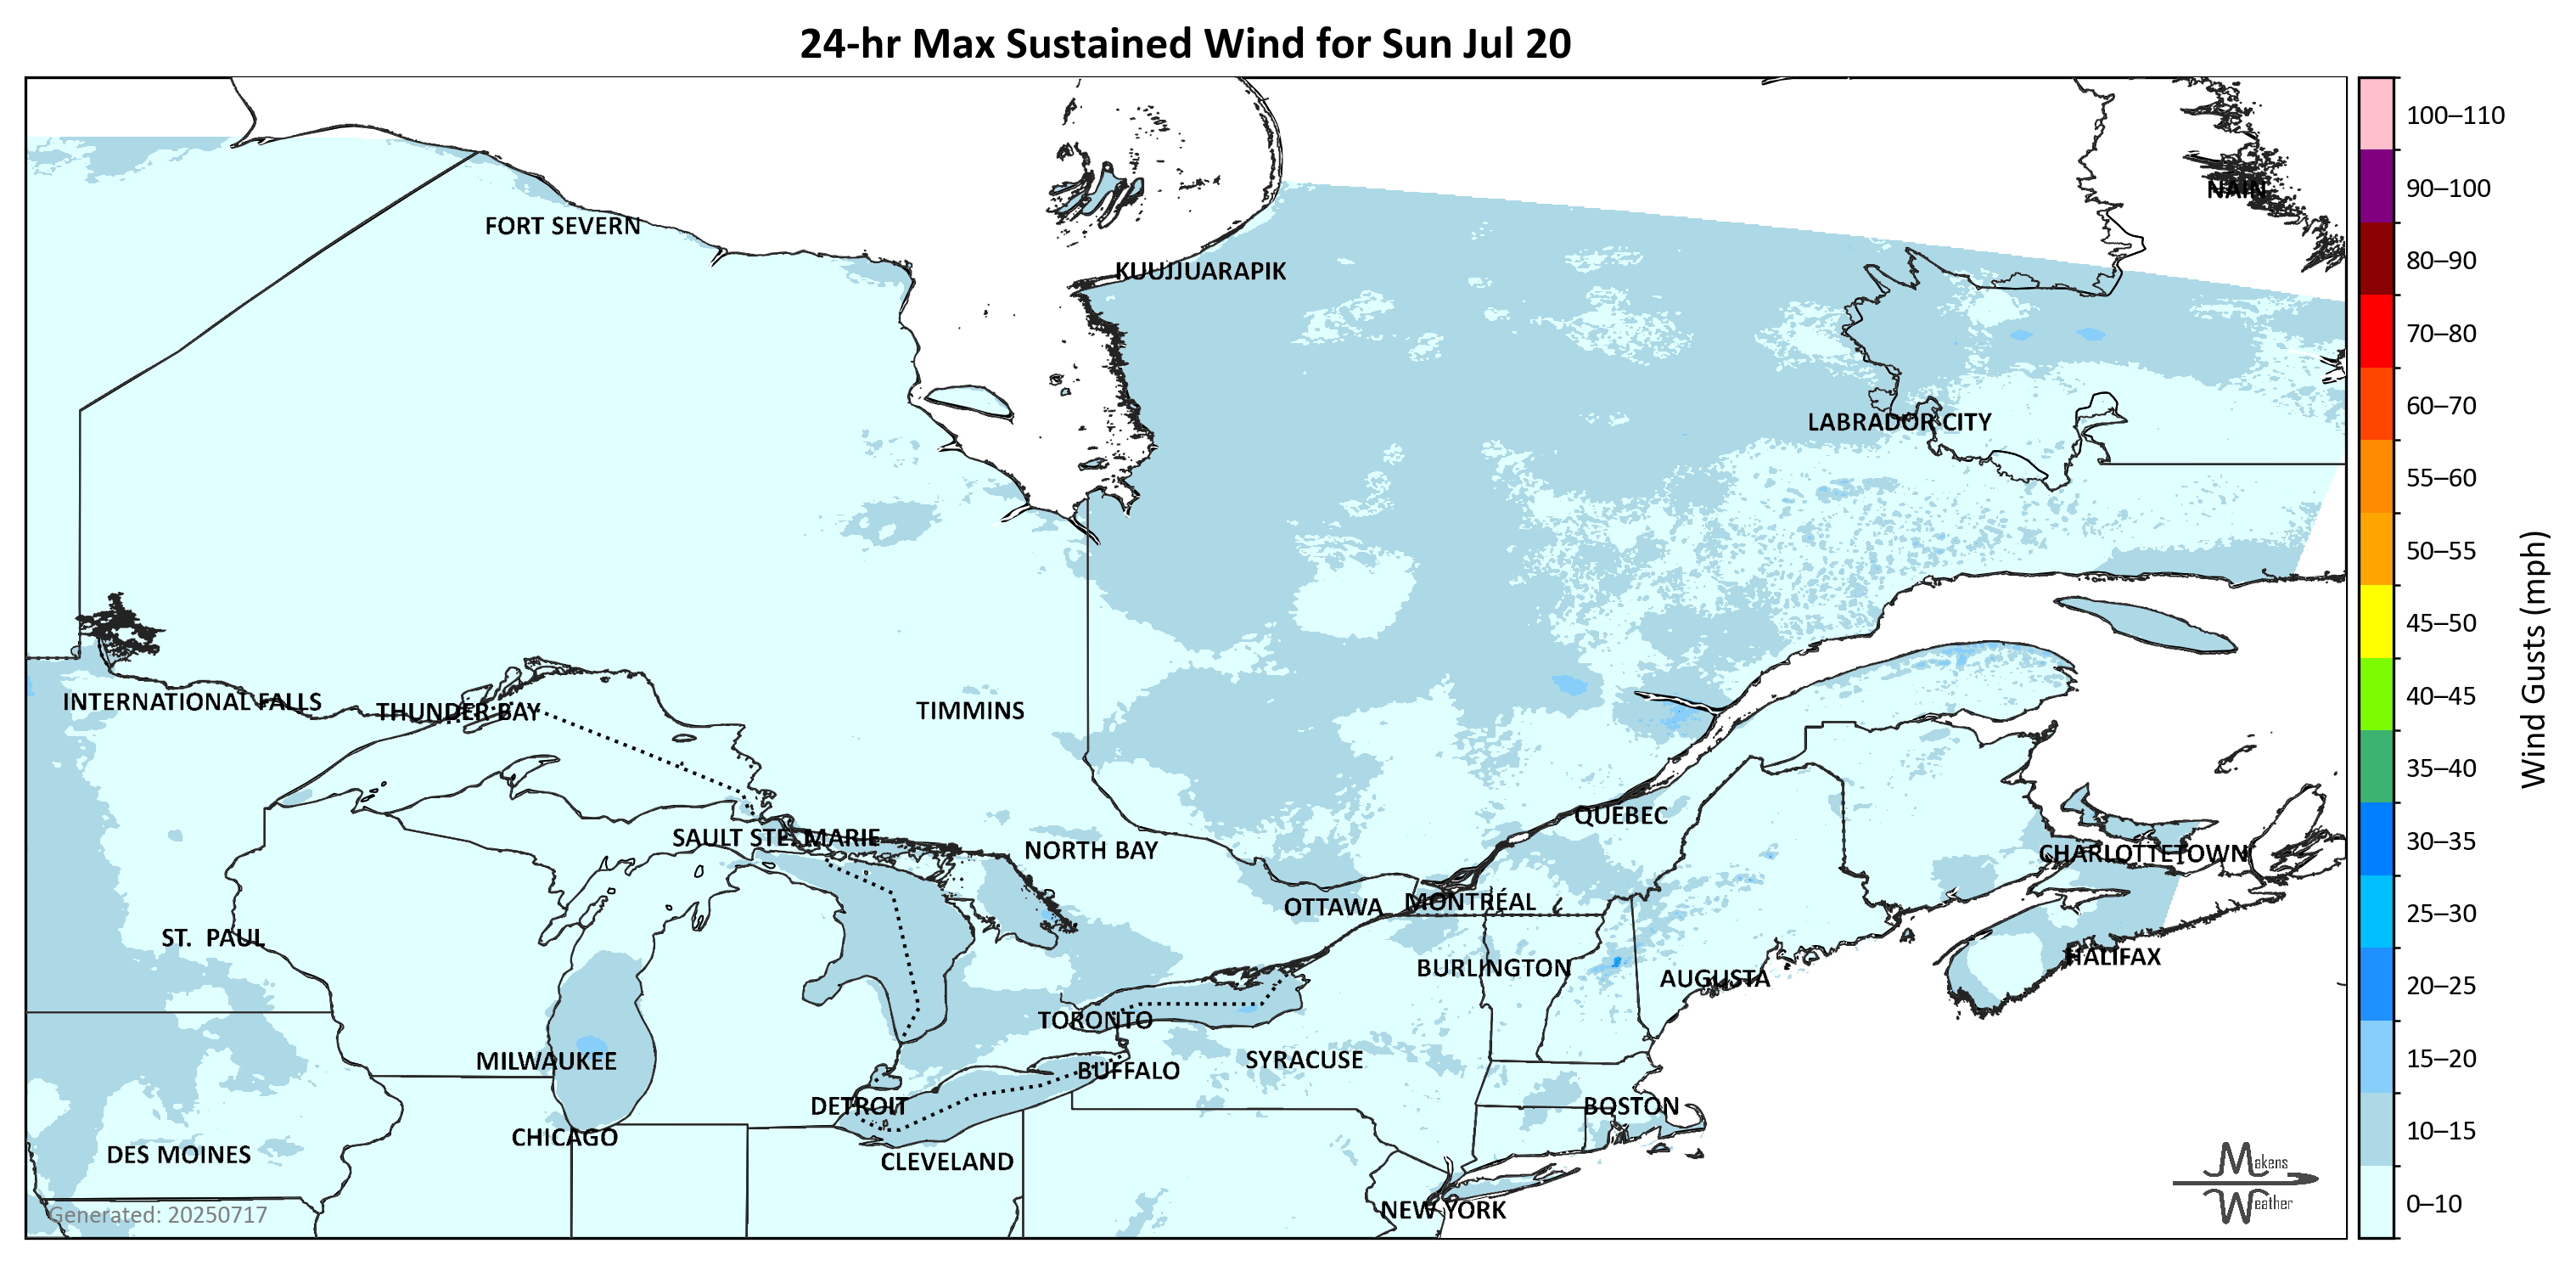 24-hr Max Sustained Wind for Sun Jul 20
100–110
NAIN
90–100
FORT SEVERN
80–90
KUUJJUARAPIK
70–80
60–70
LABRADOR CITY
55–60
50–55
45–50
Wind Gusts (mph)
INTERNATIONAL FALLS
THUNDER BAY
TIMMINS
40–45
35–40
QUÉBEC
SAULT STE. MARIE
NORTH BAY
CHARLOTTETOWN
30–35
OTTAWA
MONTRÉAL
25–30
ST. PAUL
BURLINGTON
AUGUSTA
HALIFAX
20–25
TORONTO
MILWAUKEE
BUFFALO
SYRACUSE
15–20
DETROIT
BOSTON
CHICAGO
10–15
DES MOINES
CLEVELAND
Makens
Weather
NEW YORK
0–10
Generated: 20250717